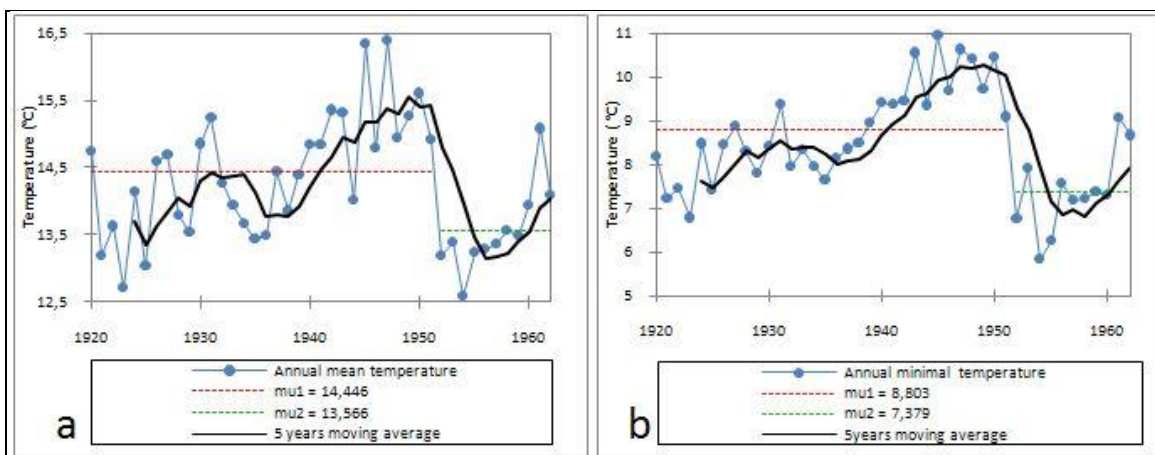 16,5
15,5
14,5
13,5
12,5
Temperature (°C)
1920 1930 1940 1950 1960
Annual mean temperature
mu1 = 14,446
mu2 = 13,566
5 years moving average
a
11
10
9
8
7
6
5
Temperature (°C)
1920 1930 1940 1950 1960
Annual minimal temperature
mu1 = 8,803
mu2 = 7,379
5years moving average
b